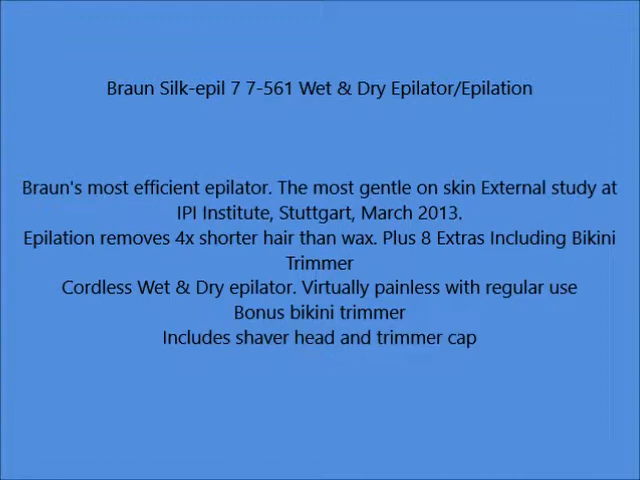 Braun Silk-epil 7 7-561 Wet & Dry Epilator/Epilation
Braun's most efficient epilator. The most gentle on skin External study at
IPI Institute, Stuttgart, March 2013.
Epilation removes 4x shorter hair than wax. Plus 8 Extras Including Bikini
Trimmer
Cordless Wet & Dry epilator. Virtually painless with regular use
Bonus bikini trimmer
Includes shaver head and trimmer cap